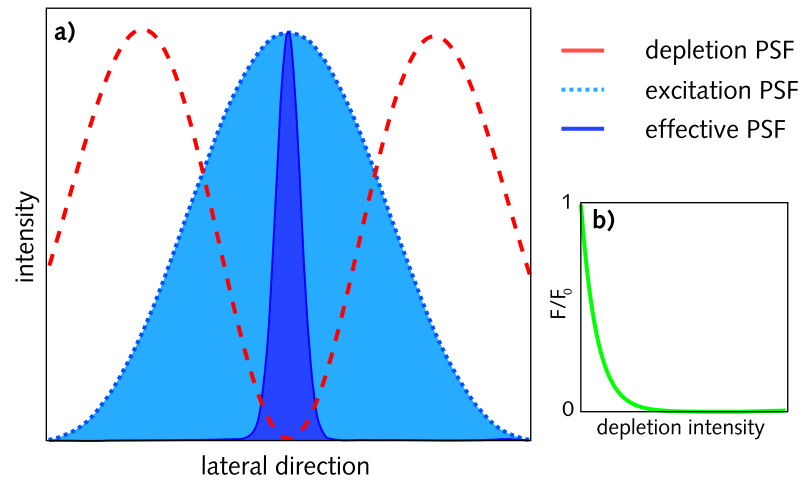 a)
depletion PSF
excitation PSF
effective PSF
intensity
lateral direction
b)
1
F/F₀
0
depletion intensity